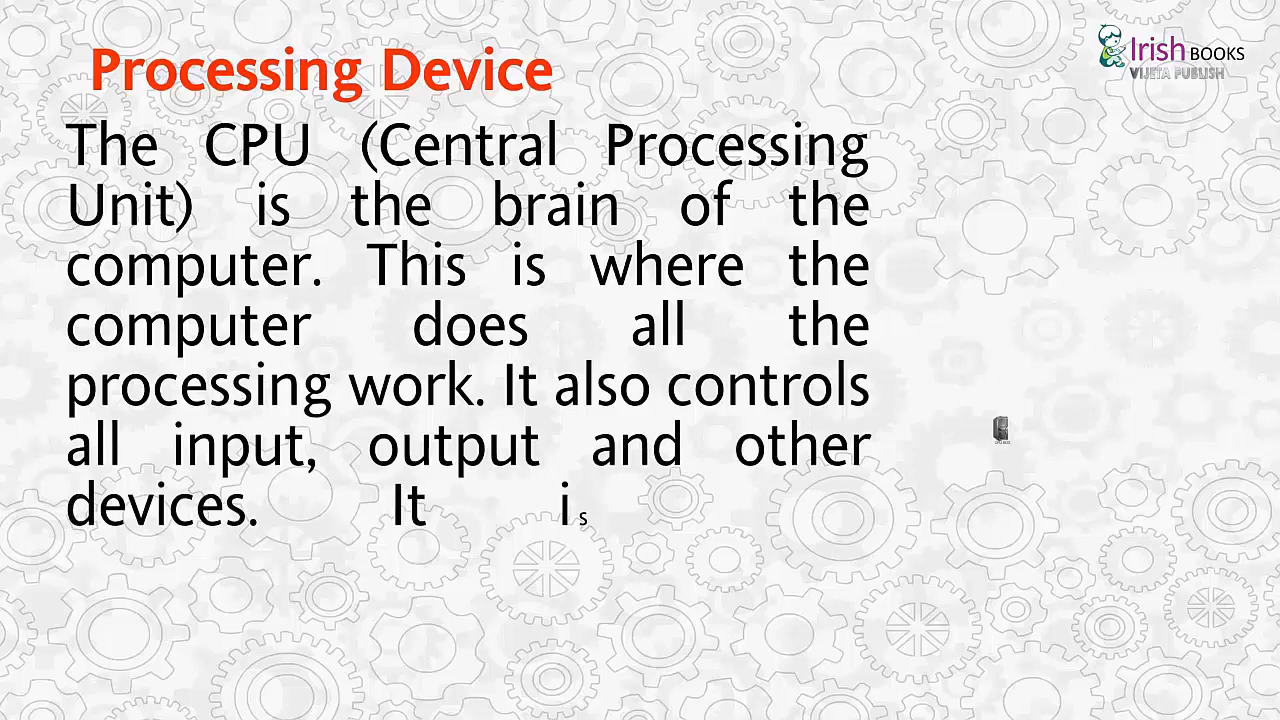 Processing Device
Irish BOOKS
VIJETA PUBLISH
The CPU (Central Processing
Unit) is the brain of the
computer. This is where the
computer does all the
processing work. It also controls
all input, output and other
devices. It is